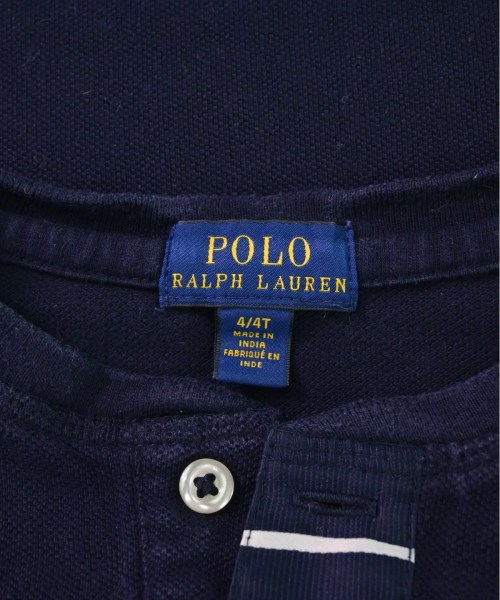 POLO
RALPH LAUREN
4/4T
MADE IN
INDIA
FABRIQUÉ EN
INDE